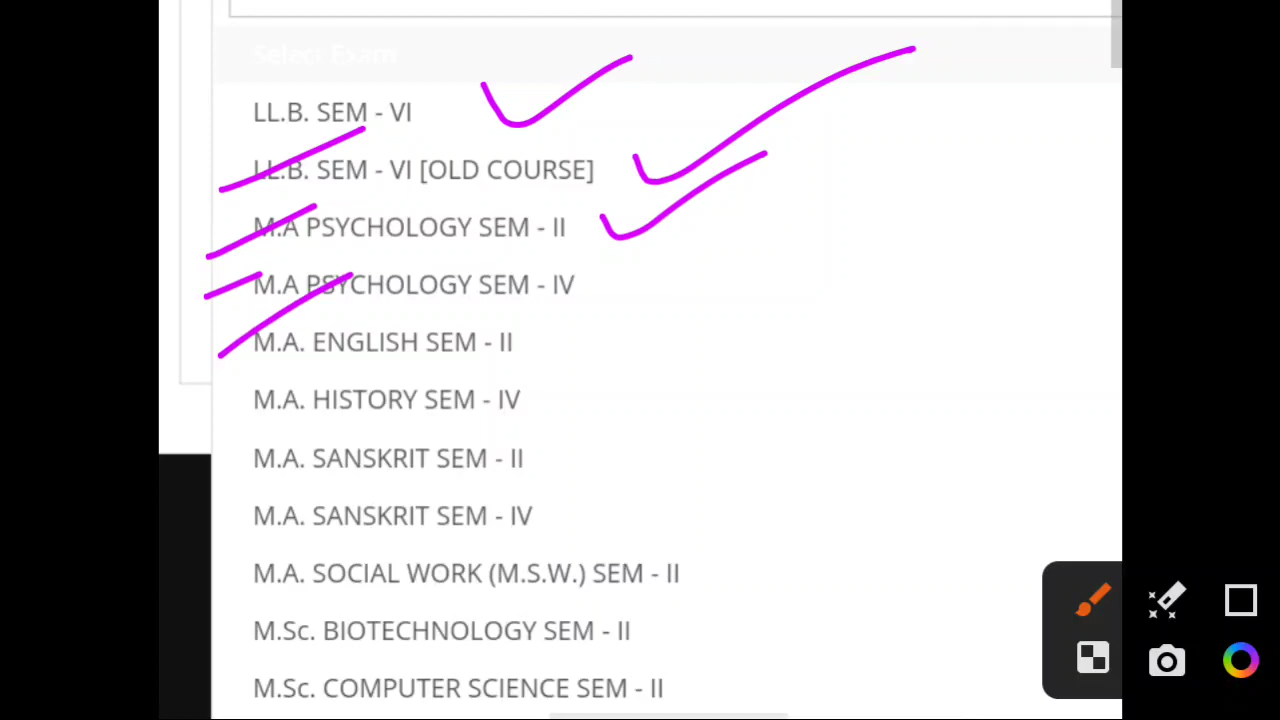 Select Exam
LL.B. SEM - VI
LL.B. SEM - VI [OLD COURSE]
M.A PSYCHOLOGY SEM - II
M.A PSYCHOLOGY SEM - IV
M.A. ENGLISH SEM - II
M.A. HISTORY SEM - IV
M.A. SANSKRIT SEM - II
M.A. SANSKRIT SEM - IV
M.A. SOCIAL WORK (M.S.W.) SEM - II
M.Sc. BIOTECHNOLOGY SEM - II
M.Sc. COMPUTER SCIENCE SEM - II